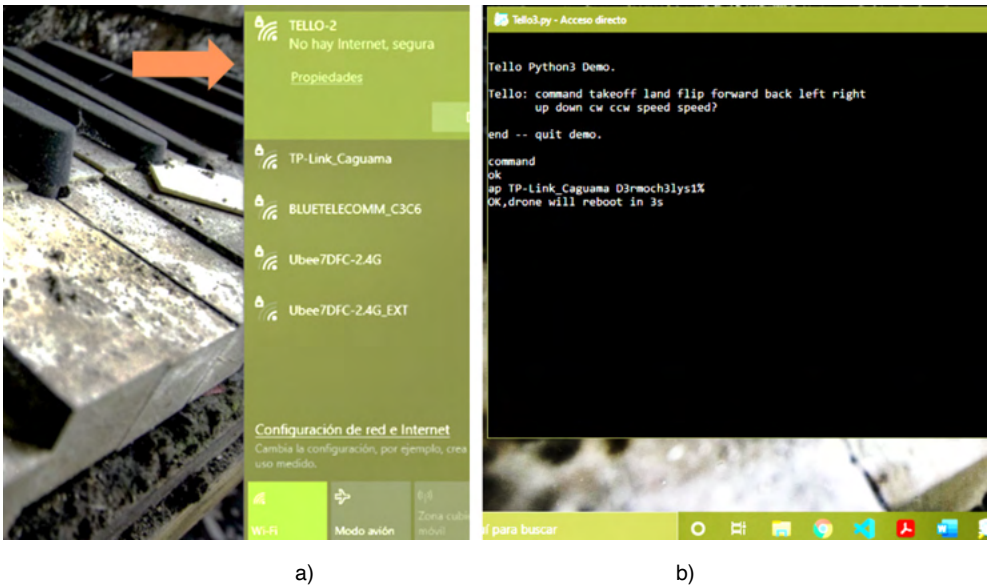 TELLO-2
No hay Internet, segura
Propiedades
TP-Link_Caguama
BLUETELECOMM_C3C6
Ubee7DFC-2.4G
Ubee7DFC-2.4G_EXT
Configuración de red e Internet
Cambia la configuración, por ejemplo, crea
uso medido.
Wi-Fi
Modo avión
Zona
móvil
a)
Tello3.py - Acceso directo
Tello Python3 Demo.
Tello: command takeoff land flip forward back left right
up down cw ccw speed speed?
end -- quit demo.
command
ok
ap TP-Link_Caguama D3rmoch3lys1%
OK,drone will reboot in 3s
para buscar
b)